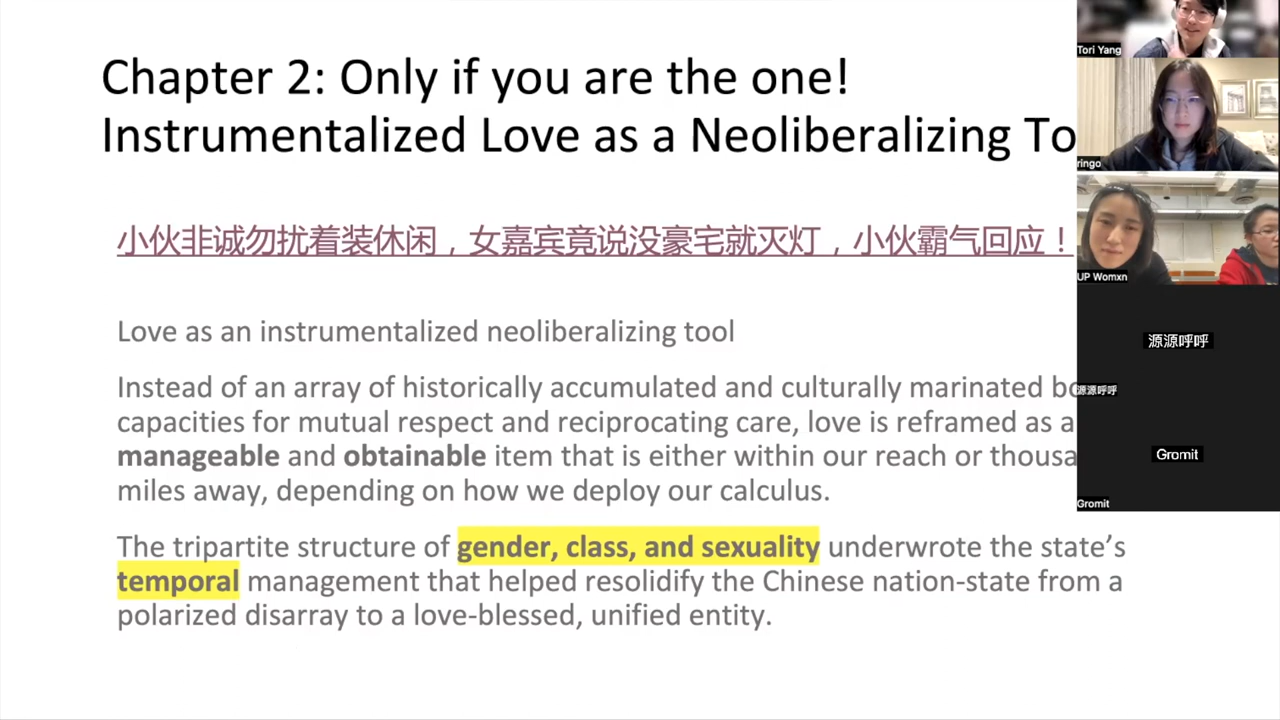 Chapter 2: Only if you are the one!
Instrumentalized Love as a Neoliberalizing To
小伙非诚勿扰着装休闲，女嘉宾竟说没豪宅就灭灯，小伙霸气回应！
Love as an instrumentalized neoliberalizing tool
Instead of an array of historically accumulated and culturally marinated bo
capacities for mutual respect and reciprocating care, love is reframed as a
manageable and obtainable item that is either within our reach or thousa
miles away, depending on how we deploy our calculus.
The tripartite structure of gender, class, and sexuality underwrote the state’s
temporal management that helped resolidify the Chinese nation-state from a
polarized disarray to a love-blessed, unified entity.
Tori Yang
ringo
UP Womxn
源源呼呼
源源呼呼
Gromit
Gromit